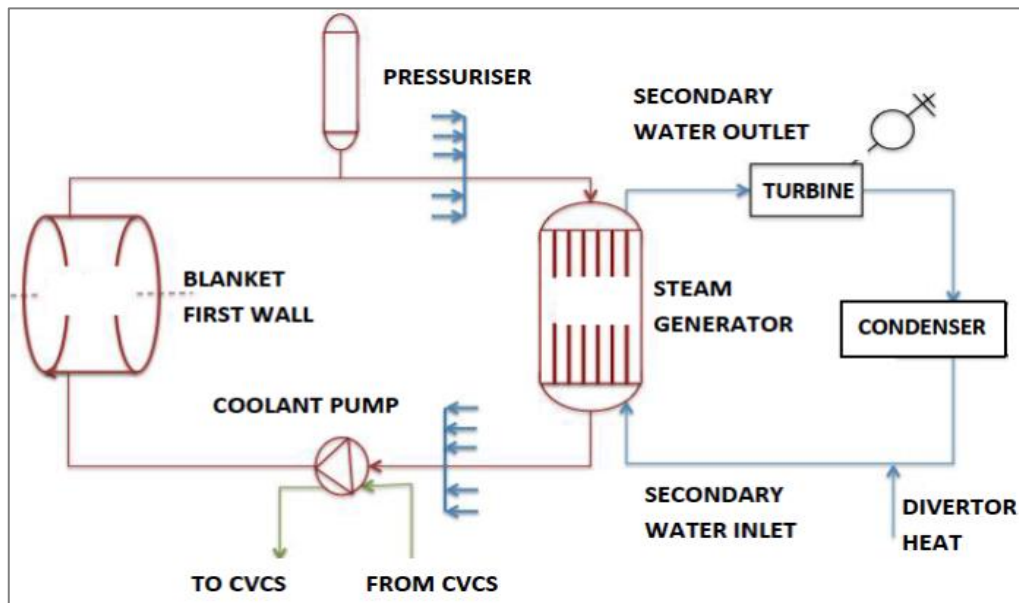 PRESSURISER
SECONDARY
WATER OUTLET
TURBINE
BLANKET
FIRST WALL
STEAM
GENERATOR
CONDENSER
COOLANT PUMP
SECONDARY
WATER INLET
DIVERTOR
HEAT
TO CVCS
FROM CVCS